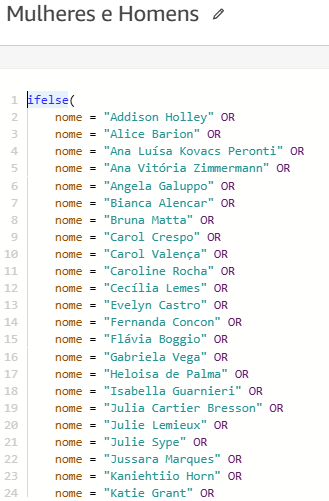 Mulheres e Homens
1 ifelse(
2 nome = "Addison Holley" OR
3 nome = "Alice Barion" OR
4 nome = "Ana Luísa Kovacs Peronti" OR
5 nome = "Ana Vitória Zimmermann" OR
6 nome = "Angela Galuppo" OR
7 nome = "Bianca Alencar" OR
8 nome = "Bruna Matta" OR
9 nome = "Carol Crespo" OR
10 nome = "Carol Valença" OR
11 nome = "Caroline Rocha" OR
12 nome = "Cecília Lemes" OR
13 nome = "Evelyn Castro" OR
14 nome = "Fernanda Concon" OR
15 nome = "Flávia Boggio" OR
16 nome = "Gabriela Vega" OR
17 nome = "Heloisa de Palma" OR
18 nome = "Isabella Guarnieri" OR
19 nome = "Julia Cartier Bresson" OR
20 nome = "Julie Lemieux" OR
21 nome = "Julie Sype" OR
22 nome = "Jussara Marques" OR
23 nome = "Kaniehtiio Horn" OR
24 nome = "Katie Grant" OR